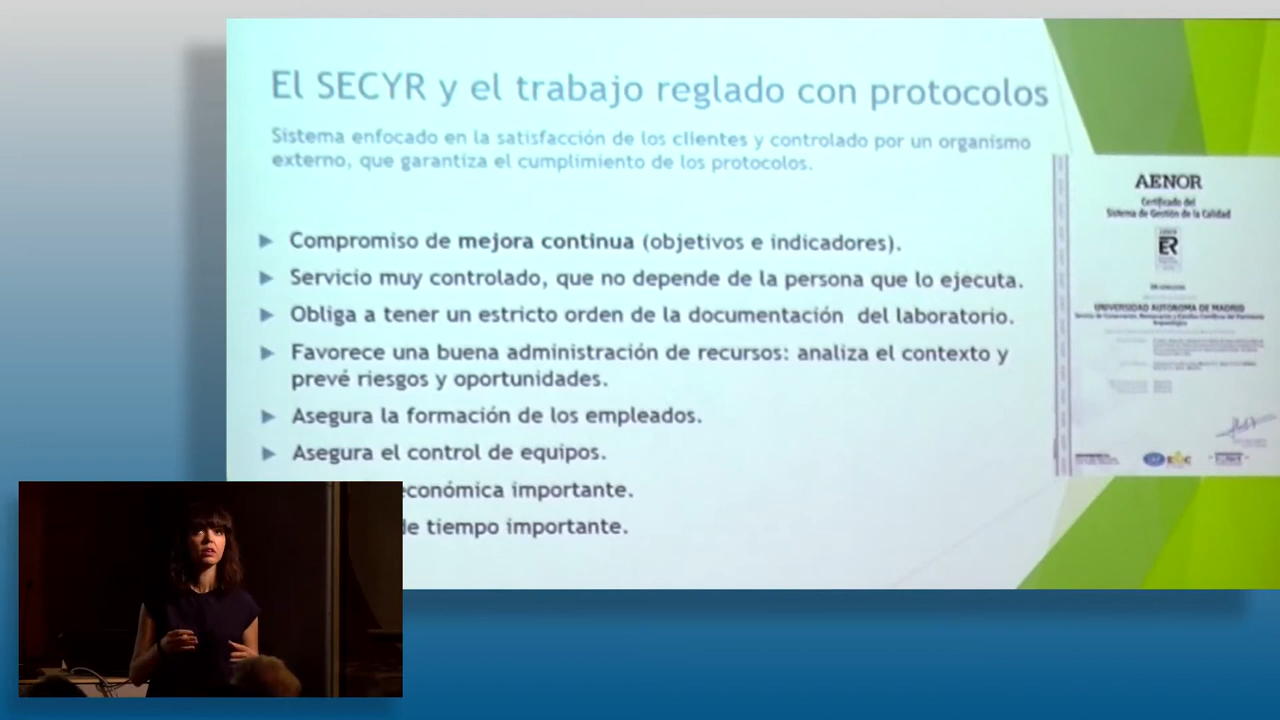 El SECYR y el trabajo reglado con protocolos
Sistema enfocado en la satisfacción de los clientes y controlado por un organismo
externo, que garantiza el cumplimiento de los protocolos.
Compromiso de mejora continua (objetivos e indicadores).
Servicio muy controlado, que no depende de la persona que lo ejecuta.
Obliga a tener un estricto orden de la documentación del laboratorio.
Favorece una buena administración de recursos: analiza el contexto y
prevé riesgos y oportunidades.
Asegura la formación de los empleados.
Asegura el control de equipos.
económica importante.
de tiempo importante.
AENOR
Certificado del
Sistema de Gestión de la Calidad
ER
UNIVERSIDAD AUTONOMA DE MADRID